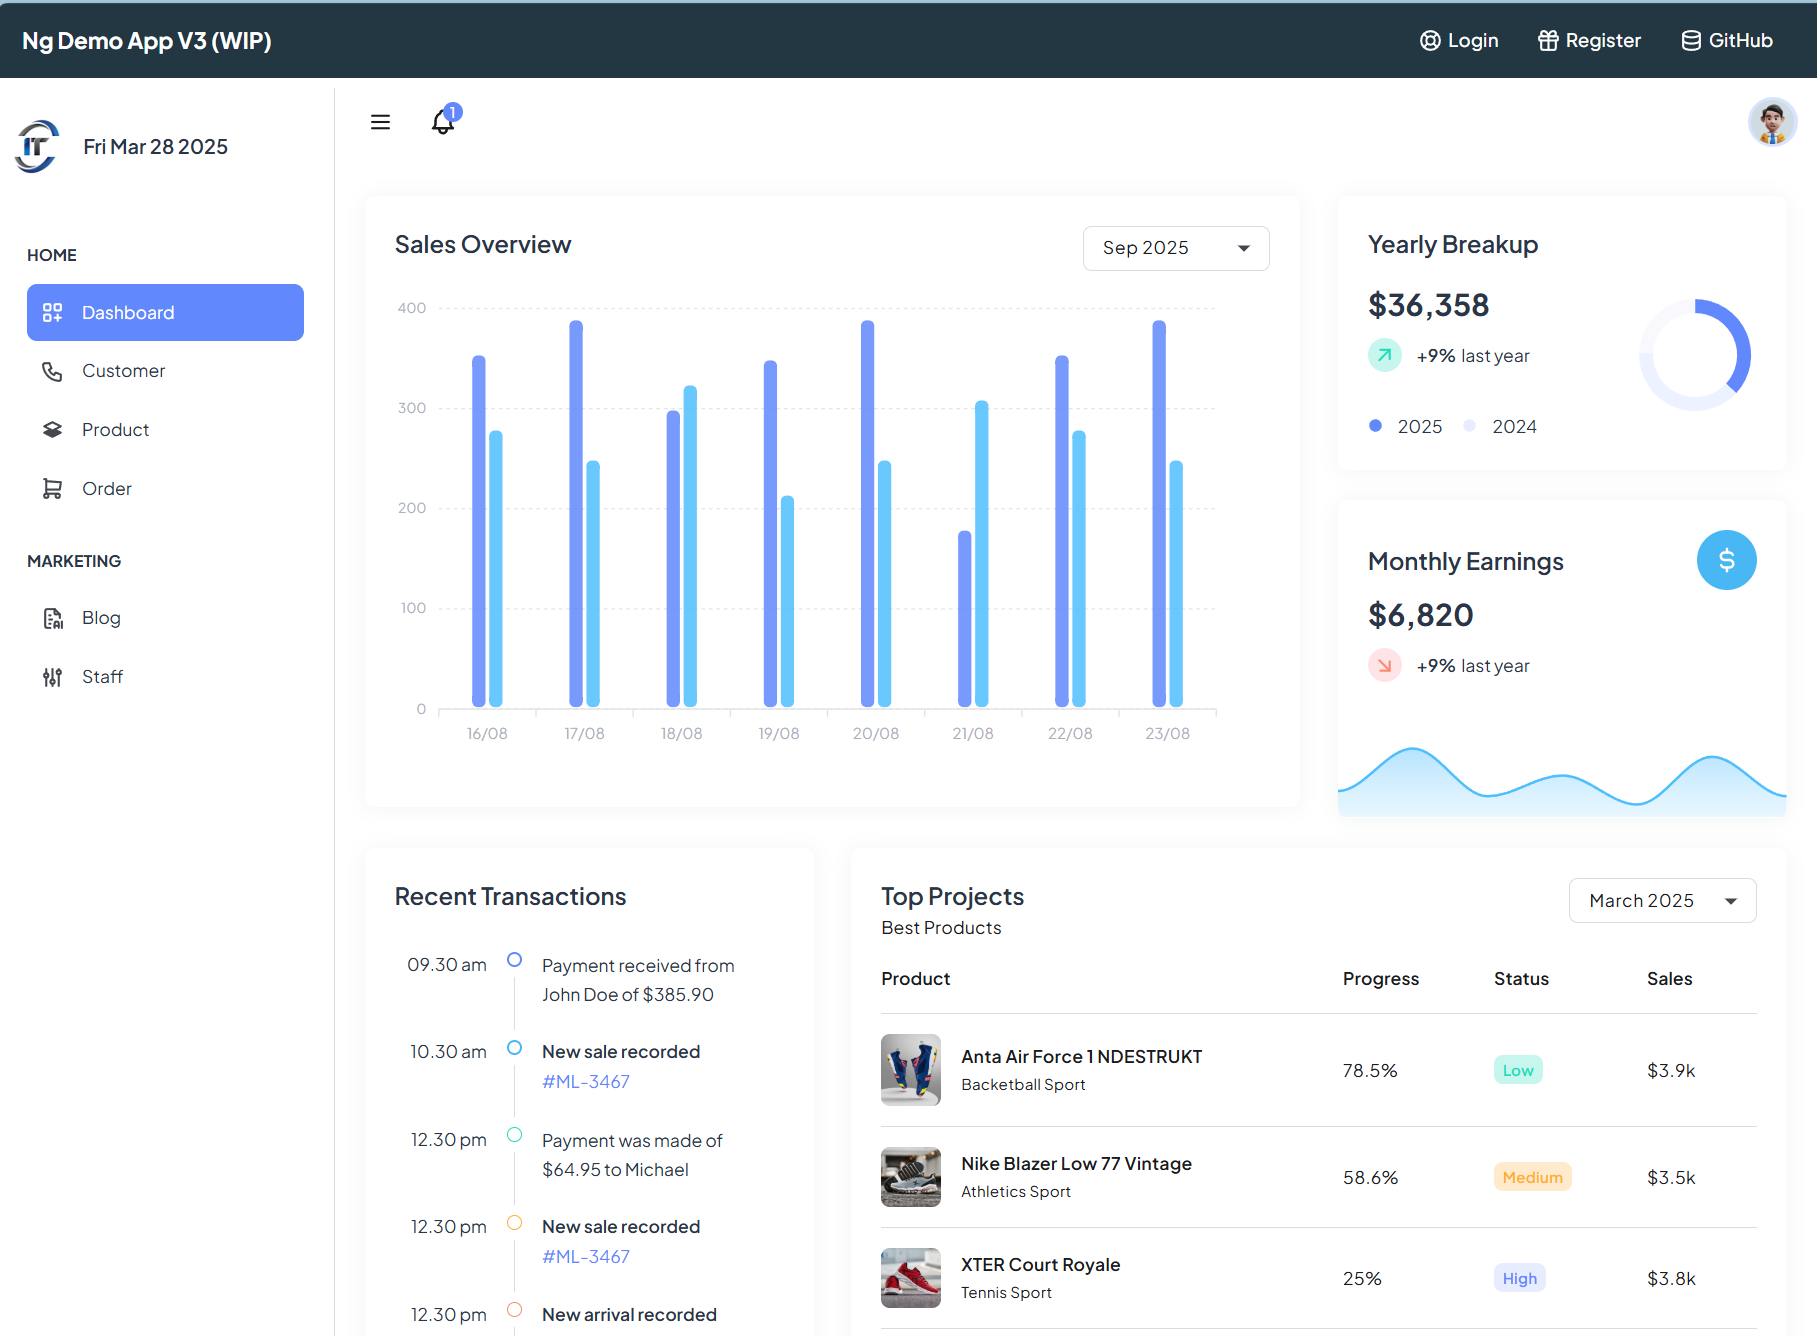 Ng Demo App V3 (WIP)
Login
Register
GitHub
IT
Fri Mar 28 2025
1
HOME
Dashboard
Customer
Product
Order
MARKETING
Blog
Staff
Sales Overview
Sep 2025
400
300
200
100
0
16/08 17/08 18/08 19/08 20/08 21/08 22/08 23/08
Yearly Breakup
$36,358
+9% last year
2025 2024
Monthly Earnings
$
$6,820
+9% last year
Recent Transactions
09.30 am
Payment received from
John Doe of $385.90
10.30 am
New sale recorded
#ML-3467
12.30 pm
Payment was made of
$64.95 to Michael
12.30 pm
New sale recorded
#ML-3467
12.30 pm
New arrival recorded
Top Projects
Best Products
March 2025
Product Progress Status Sales
Anta Air Force 1 NDESTRUKT
Backetball Sport
78.5% Low $3.9k
Nike Blazer Low 77 Vintage
Athletics Sport
58.6% Medium $3.5k
XTER Court Royale
Tennis Sport
25% High $3.8k